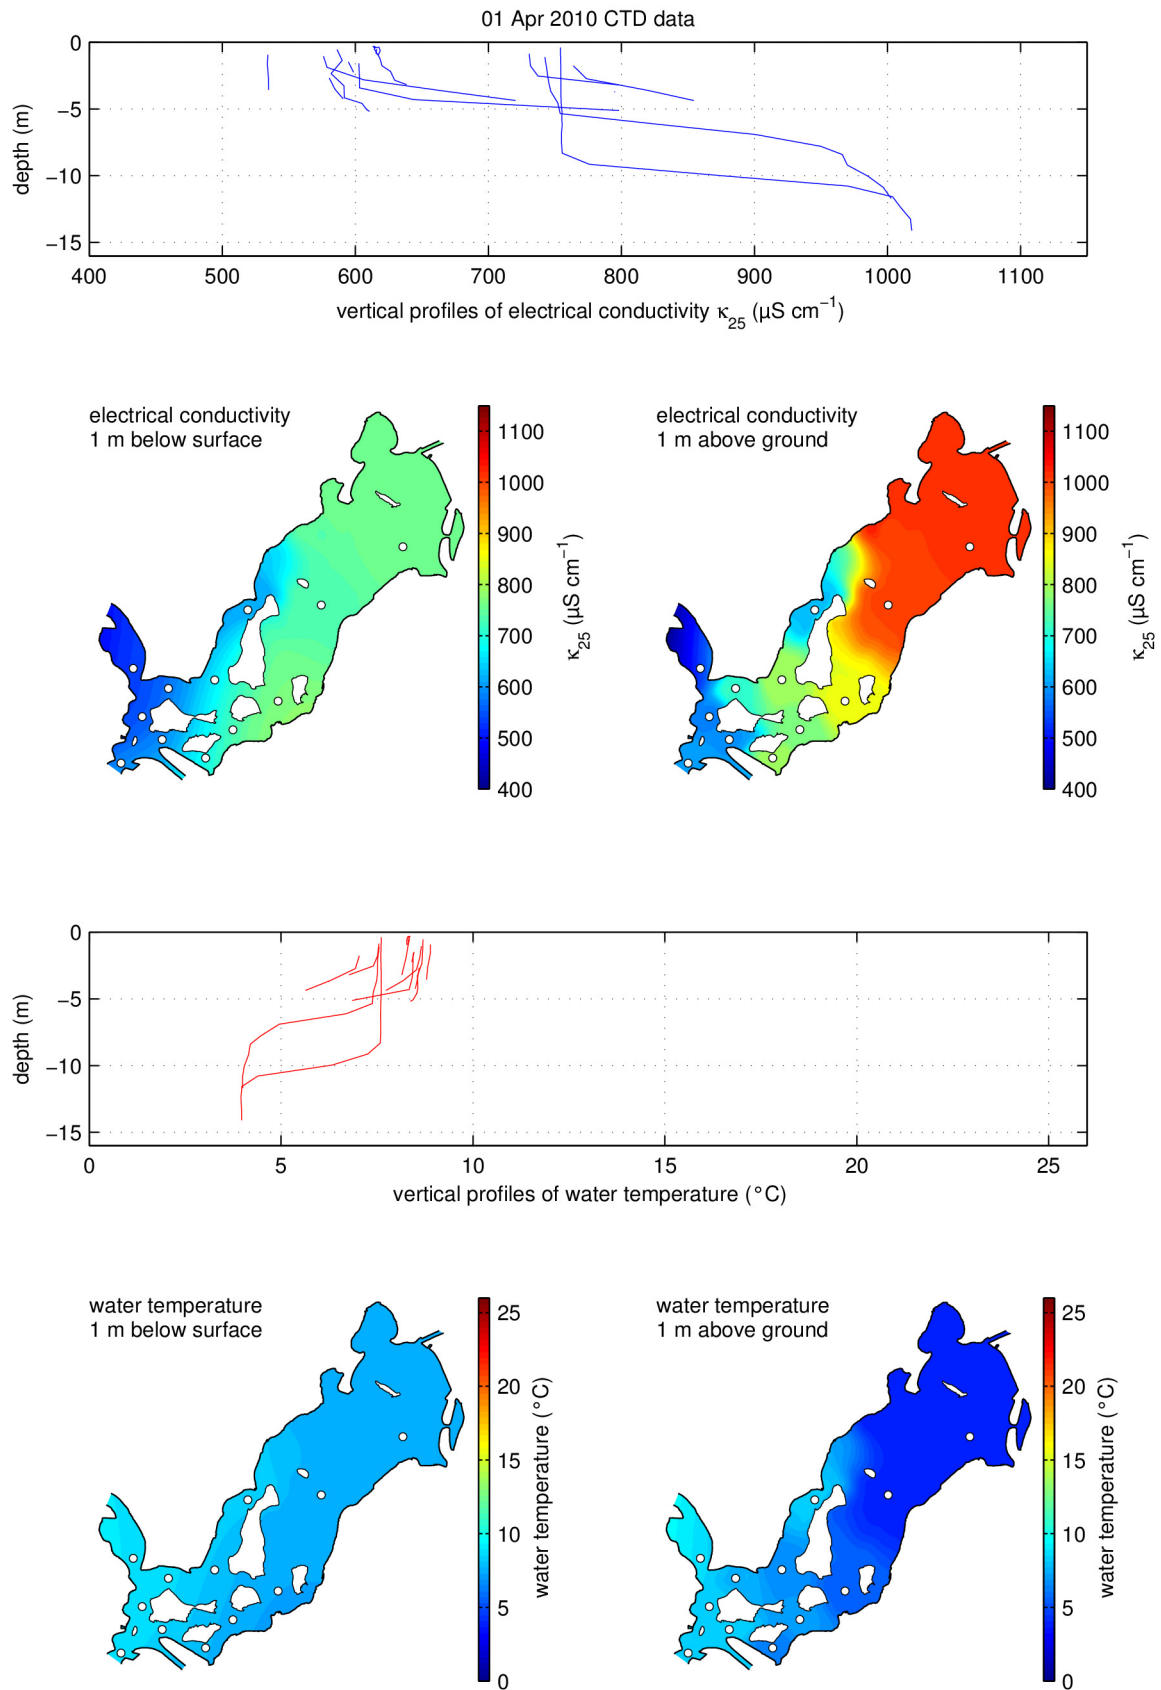 01 Apr 2010 CTD data
0
−5
−10
−15
depth (m)
400 500 600 700 800 900 1000 1100
vertical profiles of electrical conductivity κ25 (µS cm−1)
electrical conductivity
1 m below surface
1100
1000
900
800
700
600
500
400
κ25 (µS cm−1)
electrical conductivity
1 m above ground
1100
1000
900
800
700
600
500
400
κ25 (µS cm−1)
0
−5
−10
−15
depth (m)
0 5 10 15 20 25
vertical profiles of water temperature (°C)
water temperature
1 m below surface
25
20
15
10
5
0
water temperature (°C)
water temperature
1 m above ground
25
20
15
10
5
0
water temperature (°C)